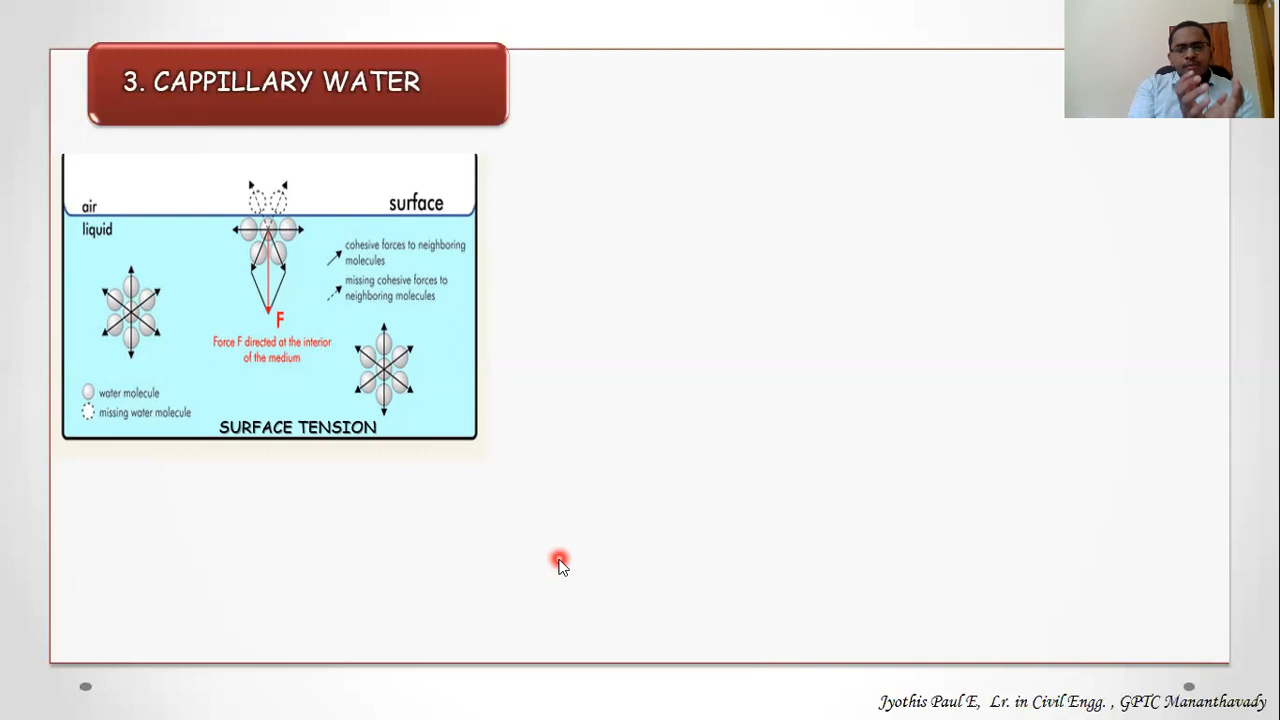 3. CAPPILLARY WATER
air
surface
liquid
cohesive forces to neighboring
molecules
missing cohesive forces to
neighboring molecules
F
Force F directed at the interior
of the medium
water molecule
missing water molecule
SURFACE TENSION
Jyothis Paul E, Lr. in Civil Engg. , GPTC Mananthavady